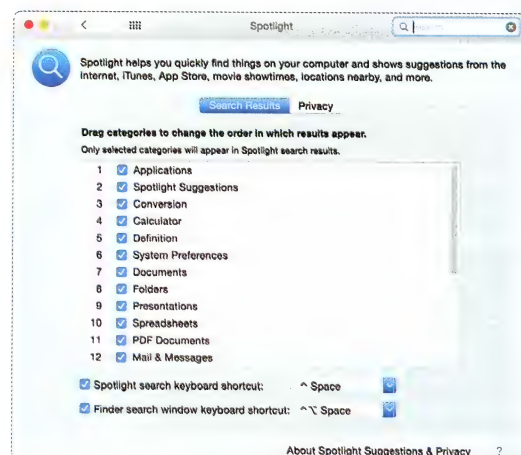 Spotlight
Spotlight helps you quickly find things on your computer and shows suggestions from the
Internet, iTunes, App Store, movie showtimes, locations nearby, and more.
Search Results Privacy
Drag categories to change the order in which results appear.
Only selected categories will appear in Spotlight search results.
1 Applications
2 Spotlight Suggestions
3 Conversion
4 Calculator
5 Definition
6 System Preferences
7 Documents
8 Folders
9 Presentations
10 Spreadsheets
11 PDF Documents
12 Mail & Messages
Spotlight search keyboard shortcut: ^ Space
Finder search window keyboard shortcut: ^⌥ Space
About Spotlight Suggestions & Privacy ?